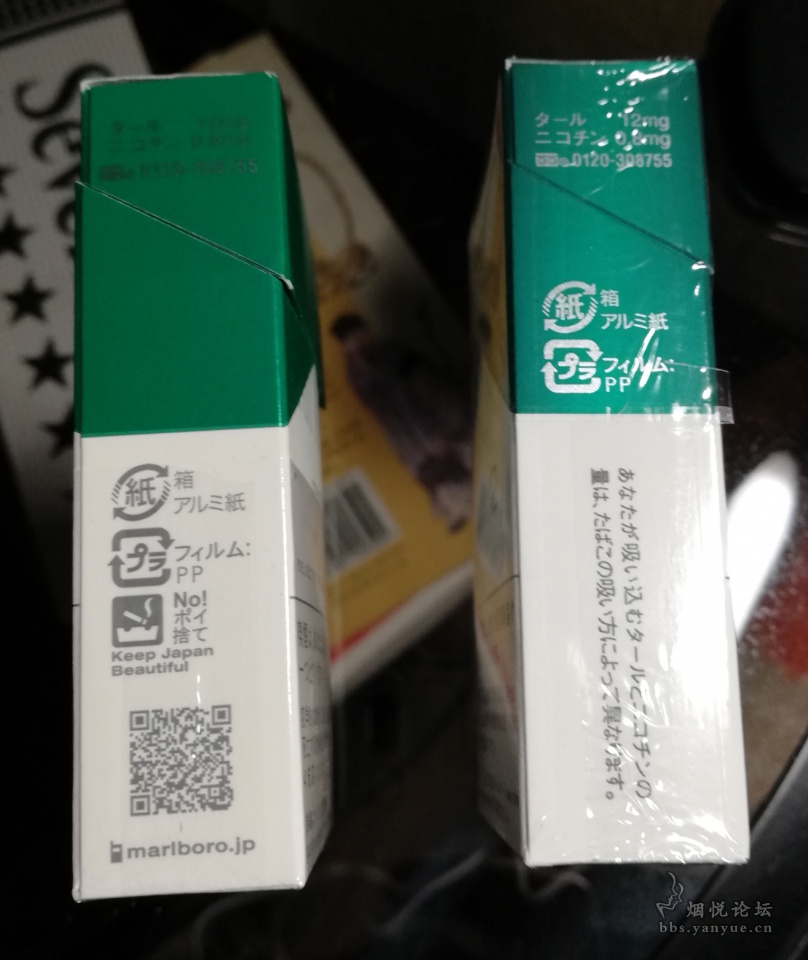 Seve
タール
ニコチン
紙
箱
アルミ紙
プラ
フィルム:
PP
No!
ポイ
捨て
Keep Japan
Beautiful
marlboro.jp
タール 12mg
ニコチン 0.8mg
0120-308755
紙
箱
アルミ紙
プラ
フィルム:
PP
あなたが吸い込むタールとニコチンの
量は、たばこの吸い方によって異なります。
烟悦论坛
bbs.yanyue.cn